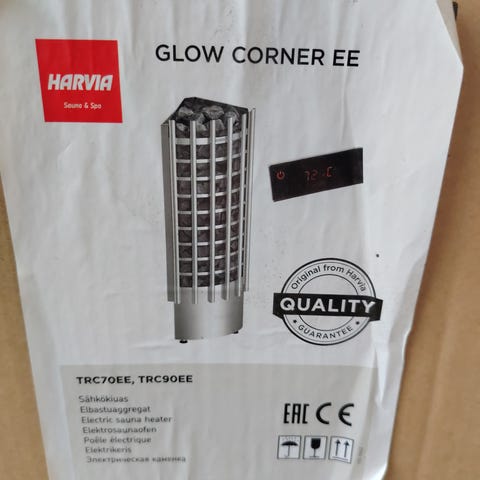 HARVIA
Sauna & Spa
GLOW CORNER EE
72 C
Original from Harvia
QUALITY
GUARANTEE
TRC70EE, TRC90EE
Sähkökiuas
Elbastuaggregat
Electric sauna heater
Elektrosaunaofen
Poêle électrique
Elektrikeris
Электрическая каменка
EAC CE